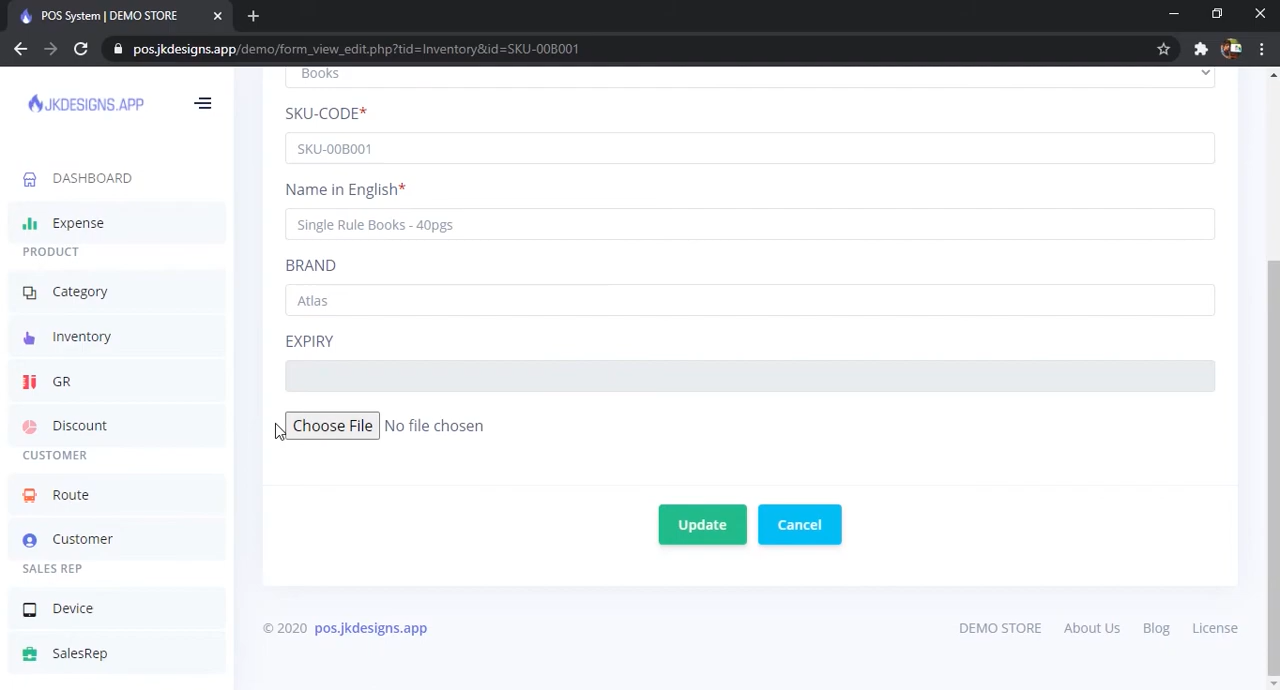 POS System | DEMO STORE
pos.jkdesigns.app/demo/form_view_edit.php?tid=Inventory&id=SKU-00B001
JKDESIGNS.APP
DASHBOARD
Expense
PRODUCT
Category
Inventory
GR
Discount
CUSTOMER
Route
Customer
SALES REP
Device
SalesRep
Books
SKU-CODE*
SKU-00B001
Name in English*
Single Rule Books - 40pgs
BRAND
Atlas
EXPIRY
Choose File No file chosen
Update Cancel
© 2020 pos.jkdesigns.app DEMO STORE About Us Blog License